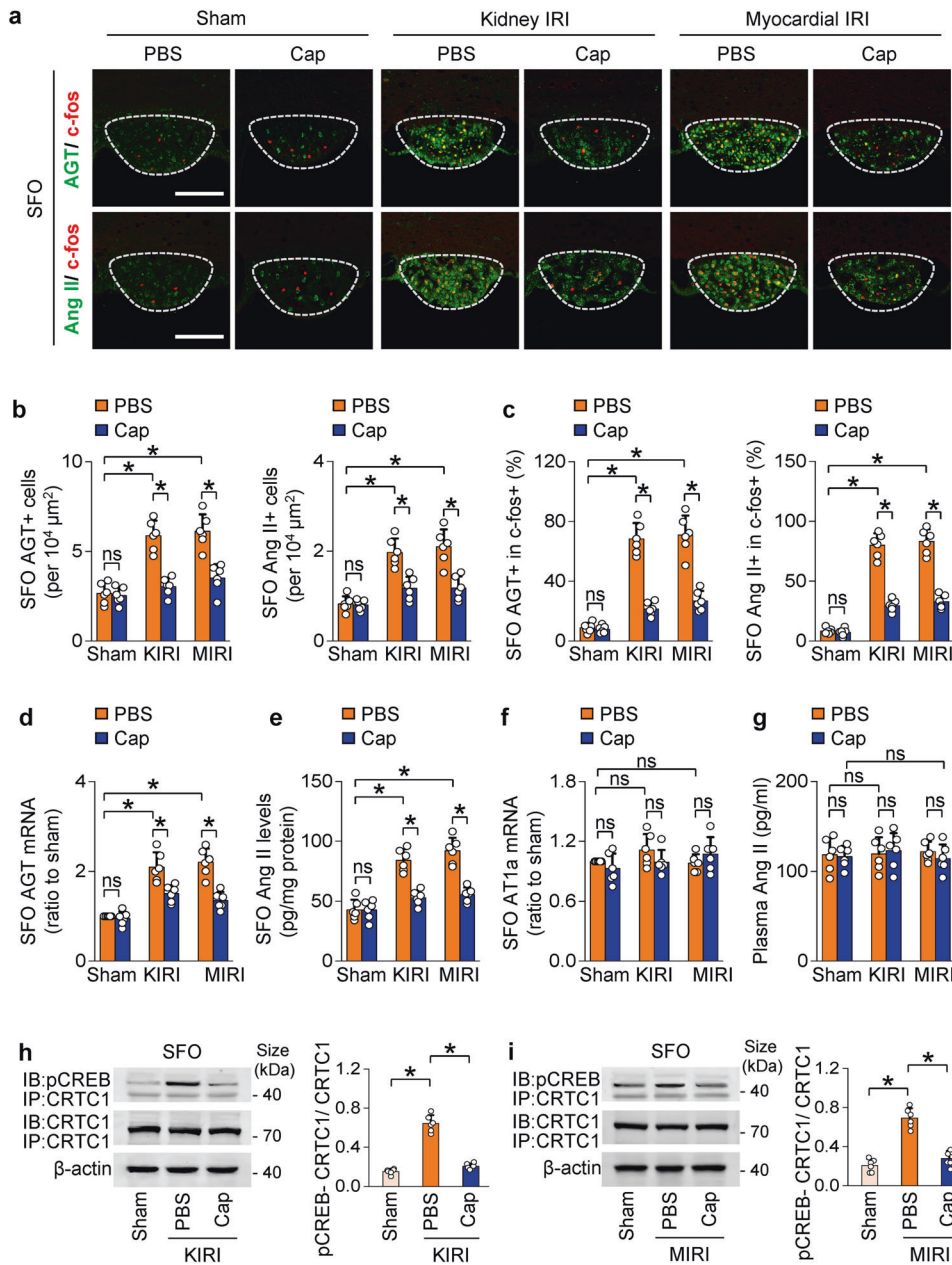 a
Sham Kidney IRI Myocardial IRI
PBS Cap PBS Cap PBS Cap
SFO
AGT/ c-fos
Ang II/ c-fos
b
PBS
Cap
SFO AGT+ cells
(per 10⁴ µm²)
10
5
0
ns * * * *
Sham KIRI MIRI
PBS
Cap
SFO Ang II+ cells
(per 10⁴ µm²)
4
2
0
ns * * * *
Sham KIRI MIRI
c
PBS
Cap
SFO AGT+ in c-fos+ (%)
120
80
40
0
ns * * * *
Sham KIRI MIRI
PBS
Cap
SFO Ang II+ in c-fos+ (%)
150
100
50
0
ns * * * *
Sham KIRI MIRI
d
PBS
Cap
SFO AGT mRNA
(ratio to sham)
4
2
0
ns * * * *
Sham KIRI MIRI
e
PBS
Cap
SFO Ang II levels
(pg/mg protein)
150
100
50
0
ns * * * *
Sham KIRI MIRI
f
PBS
Cap
SFO AT1a mRNA
(ratio to sham)
1.8
1.2
0.6
0.0
ns ns ns ns ns
Sham KIRI MIRI
g
PBS
Cap
Plasma Ang II (pg/ml)
200
100
0
ns ns ns ns ns
Sham KIRI MIRI
h
SFO Size
(kDa)
IB:pCREB
IP:CRTC1
- 40
IB:CRTC1
IP:CRTC1
- 70
β-actin - 40
Sham PBS Cap
KIRI
pCREB- CRTC1/ CRTC1
1.2
0.8
0.4
0.0
* *
Sham PBS Cap
KIRI
i
SFO Size
(kDa)
IB:pCREB
IP:CRTC1
- 40
IB:CRTC1
IP:CRTC1
- 70
β-actin - 40
Sham PBS Cap
MIRI
pCREB- CRTC1/ CRTC1
1.2
0.8
0.4
0.0
* *
Sham PBS Cap
MIRI